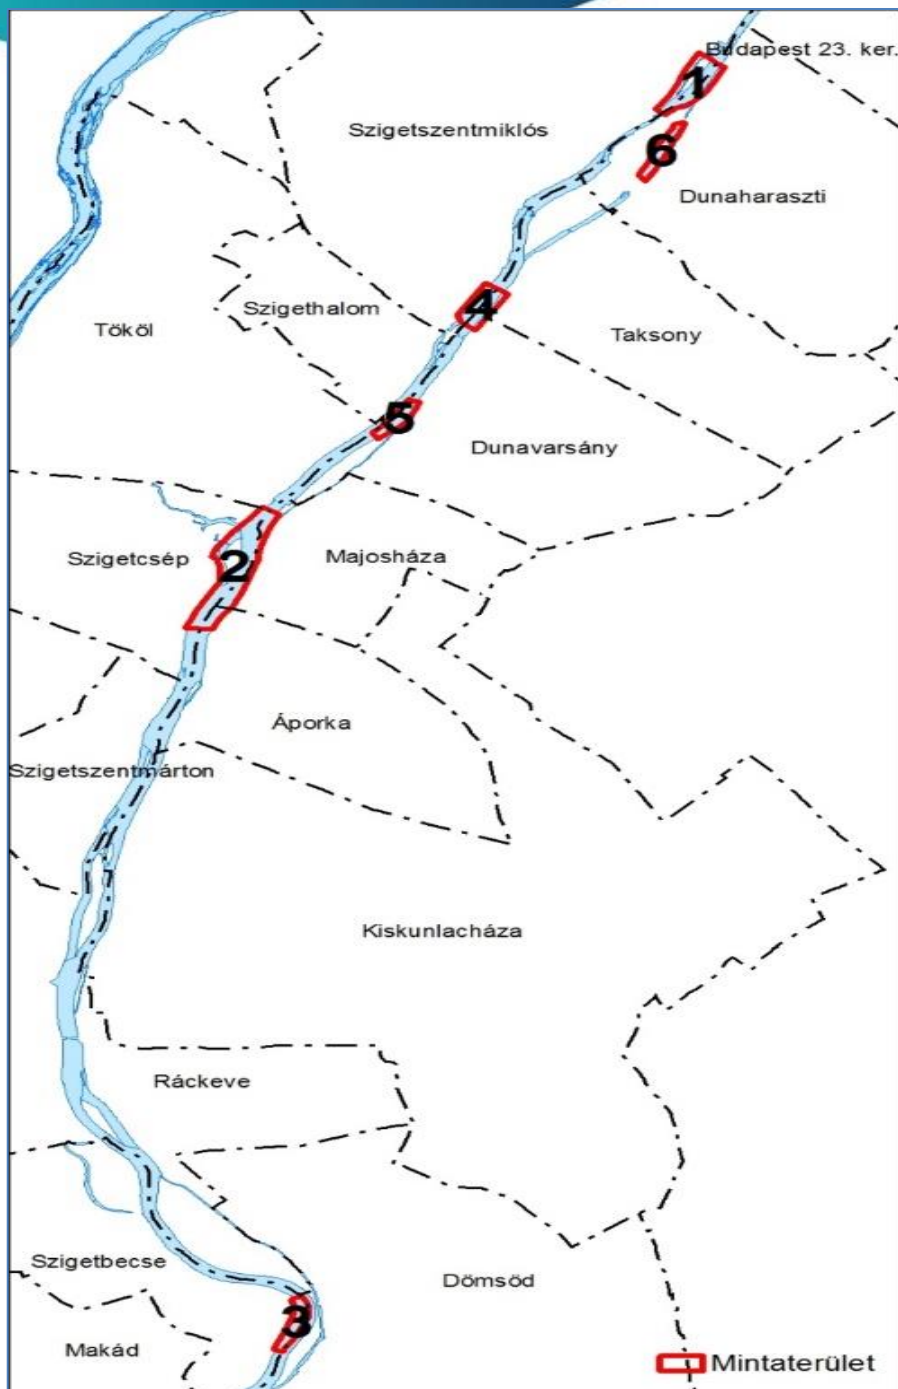 Budapest 23. ker.
1
Szigetszentmiklós
6
Dunaharaszti
4
Szigethalom
Tököl
Taksony
5
Dunavarsány
Szigetcsép
2
Majosháza
Áporka
Szigetszentmárton
Kiskunlacháza
Ráckeve
Szigetbecse
Dömsöd
3
Makád
Mintaterület